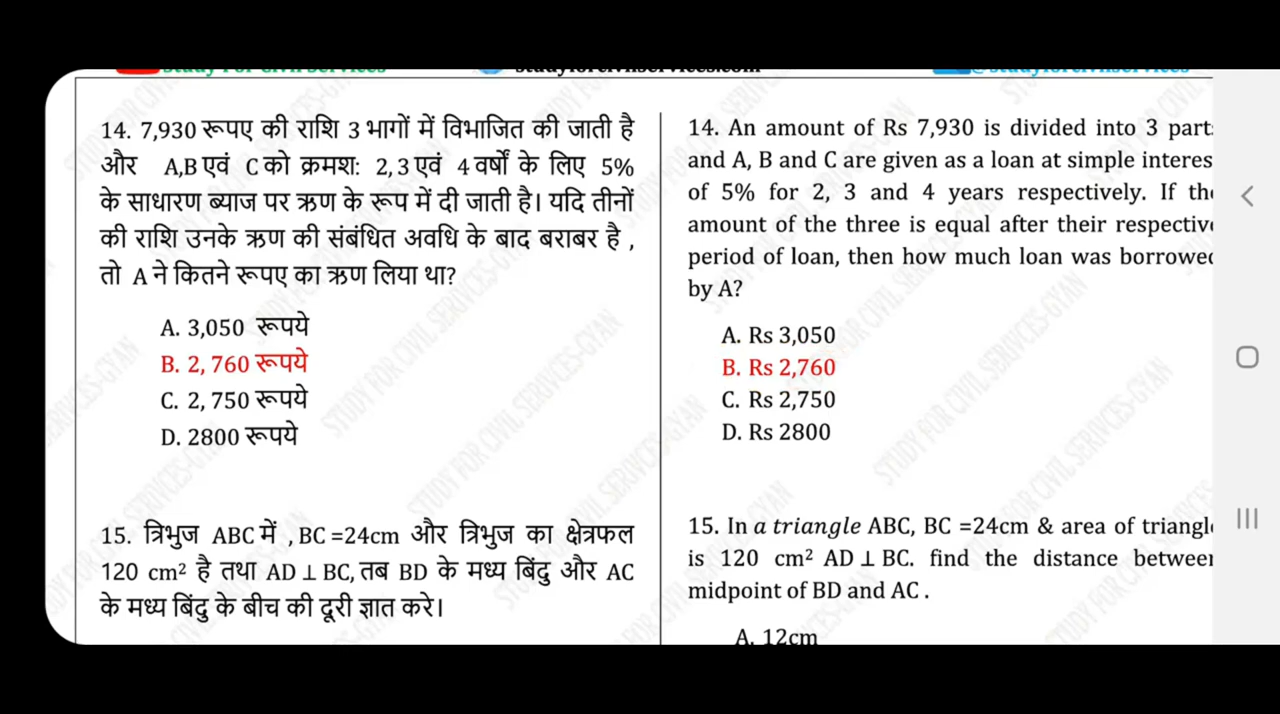 14. 7,930 रूपए की राशि 3 भागों में विभाजित की जाती है
और A,B एवं C को क्रमश: 2, 3 एवं 4 वर्षों के लिए 5%
के साधारण ब्याज पर ऋण के रूप में दी जाती है। यदि तीनों
की राशि उनके ऋण की संबंधित अवधि के बाद बराबर है ,
तो A ने कितने रूपए का ऋण लिया था?
A. 3,050 रूपये
B. 2, 760 रूपये
C. 2, 750 रूपये
D. 2800 रूपये
15. त्रिभुज ABC में , BC =24cm और त्रिभुज का क्षेत्रफल
120 cm² है तथा AD ⊥ BC, तब BD के मध्य बिंदु और AC
के मध्य बिंदु के बीच की दूरी ज्ञात करे।
14. An amount of Rs 7,930 is divided into 3 part
and A, B and C are given as a loan at simple interes
of 5% for 2, 3 and 4 years respectively. If the
amount of the three is equal after their respective
period of loan, then how much loan was borrowed
by A?
A. Rs 3,050
B. Rs 2,760
C. Rs 2,750
D. Rs 2800
15. In a triangle ABC, BC =24cm & area of triangle
is 120 cm² AD ⊥ BC. find the distance between
midpoint of BD and AC .
A. 12cm